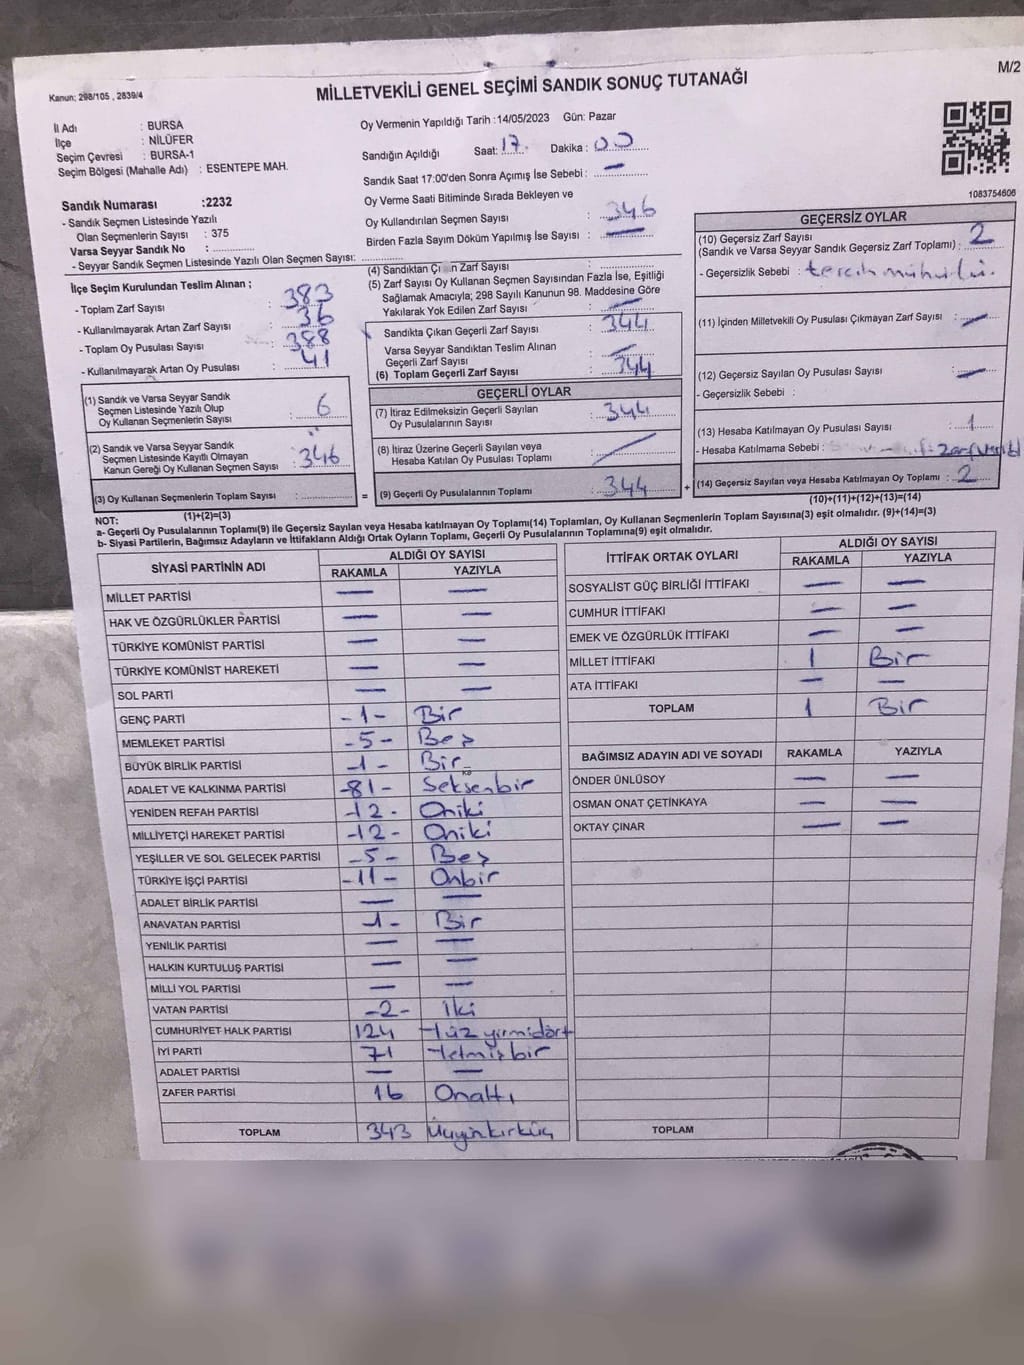 M/2
Kanun: 298/105 , 2839/4
MİLLETVEKİLİ GENEL SEÇİMİ SANDIK SONUÇ TUTANAĞI
İl Adı : BURSA
İlçe : NİLÜFER
Seçim Çevresi : BURSA-1
Seçim Bölgesi (Mahalle Adı) : ESENTEPE MAH.
Sandık Numarası :2232
- Sandık Seçmen Listesinde Yazılı
Olan Seçmenlerin Sayısı : 375
Varsa Seyyar Sandık No : ..............
- Seyyar Sandık Seçmen Listesinde Yazılı Olan Seçmen Sayısı: ..............
Oy Vermenin Yapıldığı Tarih :14/05/2023 Gün: Pazar
Sandığın Açıldığı Saat: 17 Dakika : 00
Sandık Saat 17:00'den Sonra Açımış İse Sebebi : —
Oy Verme Saati Bitiminde Sırada Bekleyen ve
Oy Kullandırılan Seçmen Sayısı : 346
Birden Fazla Sayım Döküm Yapılmış İse Sayısı : —
1083754606
İlçe Seçim Kurulundan Teslim Alınan ;
- Toplam Zarf Sayısı : 383
- Kullanılmayarak Artan Zarf Sayısı : 36
- Toplam Oy Pusulası Sayısı : 388
- Kullanılmayarak Artan Oy Pusulası : 41
(1) Sandık ve Varsa Seyyar Sandık
Seçmen Listesinde Yazılı Olup
Oy Kullanan Seçmenlerin Sayısı : 6
(2) Sandık ve Varsa Seyyar Sandık
Seçmen Listesinde Kayıtlı Olmayan
Kanun Gereği Oy Kullanan Seçmen Sayısı : 346
(3) Oy Kullanan Seçmenlerin Toplam Sayısı : ..............
(1)+(2)=(3)
(4) Sandıktan Zarf Sayısı :
(5) Zarf Sayısı Oy Kullanan Seçmen Sayısından Fazla İse, Eşitliği
Sağlamak Amacıyla; 298 Sayılı Kanunun 98. Maddesine Göre
Yakılarak Yok Edilen Zarf Sayısı : —
Sandıkta Çıkan Geçerli Zarf Sayısı : 344
Varsa Seyyar Sandıktan Teslim Alınan
Geçerli Zarf Sayısı : —
(6) Toplam Geçerli Zarf Sayısı : 344
GEÇERLİ OYLAR
(7) İtiraz Edilmeksizin Geçerli Sayılan
Oy Pusulalarının Sayısı : 344
(8) İtiraz Üzerine Geçerli Sayılan veya
Hesaba Katılan Oy Pusulası Toplamı : —
= (9) Geçerli Oy Pusulalarının Toplamı : 344
GEÇERSİZ OYLAR
(10) Geçersiz Zarf Sayısı
(Sandık ve Varsa Seyyar Sandık Geçersiz Zarf Toplamı) : 2
- Geçersizlik Sebebi : tercih mühürlü.
(11) İçinden Milletvekili Oy Pusulası Çıkmayan Zarf Sayısı : —
(12) Geçersiz Sayılan Oy Pusulası Sayısı : —
- Geçersizlik Sebebi :
(13) Hesaba Katılmayan Oy Pusulası Sayısı : 1
- Hesaba Katılmama Sebebi :
+ (14) Geçersiz Sayılan veya Hesaba Katılmayan Oy Toplamı : 2
(10)+(11)+(12)+(13)=(14)
NOT:
a- Geçerli Oy Pusulalarının Toplamı(9) ile Geçersiz Sayılan veya Hesaba katılmayan Oy Toplamı(14) Toplamları, Oy Kullanan Seçmenlerin Toplam Sayısına(3) eşit olmalıdır. (9)+(14)=(3)
b- Siyasi Partilerin, Bağımsız Adayların ve İttifakların Aldığı Ortak Oyların Toplamı, Geçerli Oy Pusulalarının Toplamına(9) eşit olmalıdır.
SİYASİ PARTİNİN ADI ALDIĞI OY SAYISI
RAKAMLA YAZIYLA
MİLLET PARTİSİ — —
HAK VE ÖZGÜRLÜKLER PARTİSİ — —
TÜRKİYE KOMÜNİST PARTİSİ — —
TÜRKİYE KOMÜNİST HAREKETİ — —
SOL PARTİ — —
GENÇ PARTİ -1- Bir
MEMLEKET PARTİSİ -5- Beş
BÜYÜK BİRLİK PARTİSİ -1- Bir
ADALET VE KALKINMA PARTİSİ -81- Seksenbir
YENİDEN REFAH PARTİSİ -12- Oniki
MİLLİYETÇİ HAREKET PARTİSİ -12- Oniki
YEŞİLLER VE SOL GELECEK PARTİSİ -5- Beş
TÜRKİYE İŞÇİ PARTİSİ -11- Onbir
ADALET BİRLİK PARTİSİ — —
ANAVATAN PARTİSİ -1- Bir
YENİLİK PARTİSİ — —
HALKIN KURTULUŞ PARTİSİ — —
MİLLİ YOL PARTİSİ — —
VATAN PARTİSİ -2- İki
CUMHURİYET HALK PARTİSİ 124 Yüz yirmidört
İYİ PARTİ 71 Yetmişbir
ADALET PARTİSİ — —
ZAFER PARTİSİ 16 Onaltı
TOPLAM 343 Üçyüzkırküç
İTTİFAK ORTAK OYLARI ALDIĞI OY SAYISI
RAKAMLA YAZIYLA
SOSYALİST GÜÇ BİRLİĞİ İTTİFAKI — —
CUMHUR İTTİFAKI — —
EMEK VE ÖZGÜRLÜK İTTİFAKI — —
MİLLET İTTİFAKI 1 Bir
ATA İTTİFAKI — —
TOPLAM 1 Bir
BAĞIMSIZ ADAYIN ADI VE SOYADI RAKAMLA YAZIYLA
ÖNDER ÜNLÜSOY — —
OSMAN ONAT ÇETİNKAYA — —
OKTAY ÇINAR — —
TOPLAM